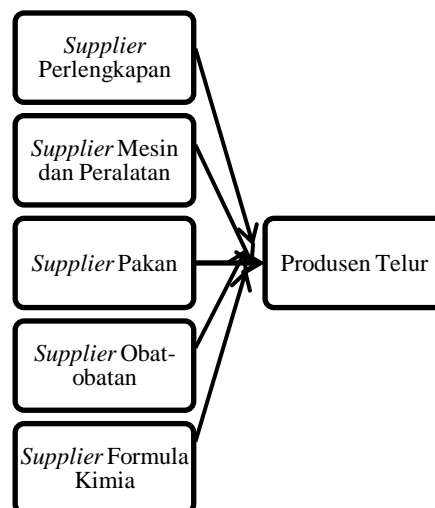 Supplier
Perlengkapan
Supplier Mesin
dan Peralatan
Supplier Pakan
Produsen Telur
Supplier Obat-
obatan
Supplier Formula
Kimia